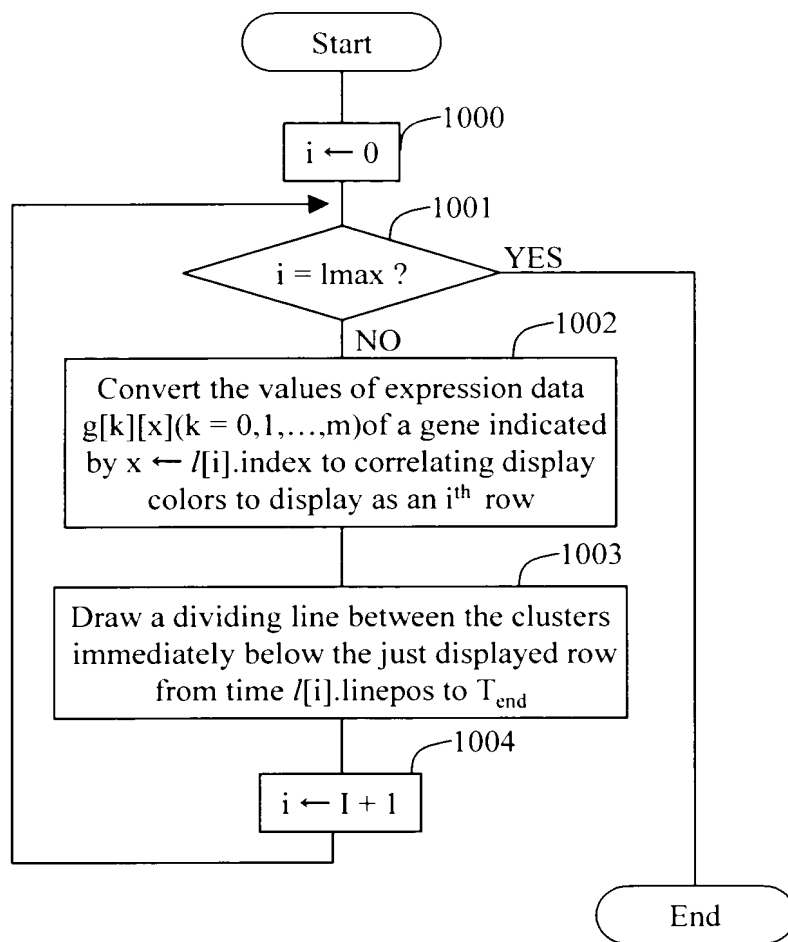 Start
1000
i ← 0
1001
i = lmax ?
YES
NO
1002
Convert the values of expression data
g[k][x](k = 0,1,...,m)of a gene indicated
by x ← l[i].index to correlating display
colors to display as an iᵗʰ row
1003
Draw a dividing line between the clusters
immediately below the just displayed row
from time l[i].linepos to Tend
1004
i ← I + 1
End